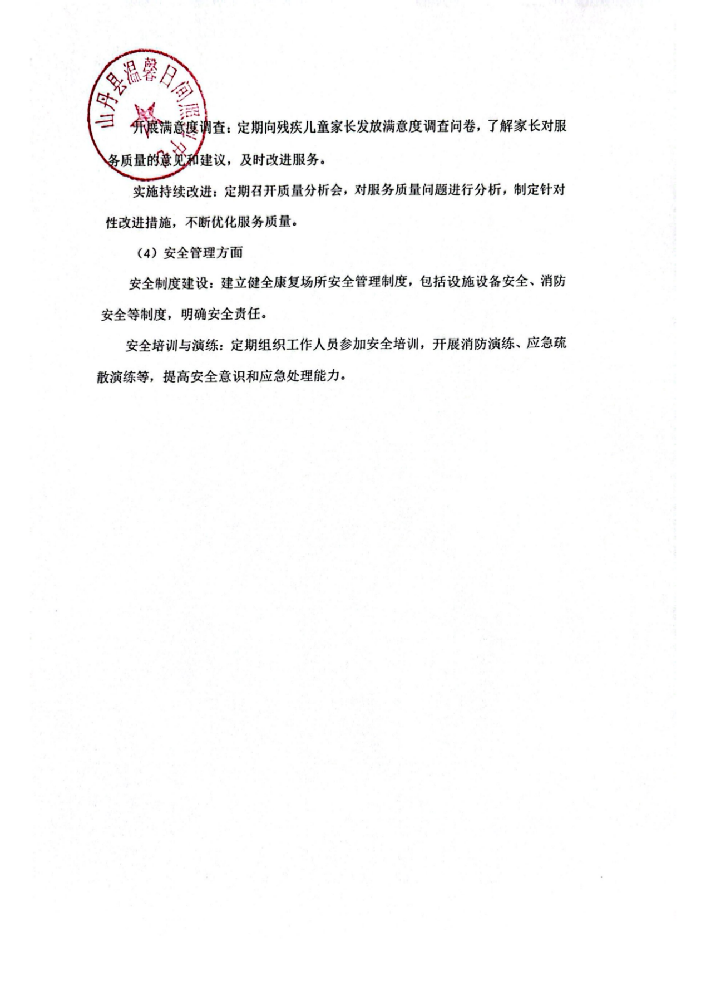 山丹县温馨日间照料中心
开展满意度调查：定期向残疾儿童家长发放满意度调查问卷，了解家长对服
务质量的意见和建议，及时改进服务。
实施持续改进：定期召开质量分析会，对服务质量问题进行分析，制定针对
性改进措施，不断优化服务质量。
（4）安全管理方面
安全制度建设：建立健全康复场所安全管理制度，包括设施设备安全、消防
安全等制度，明确安全责任。
安全培训与演练：定期组织工作人员参加安全培训，开展消防演练、应急疏
散演练等，提高安全意识和应急处理能力。